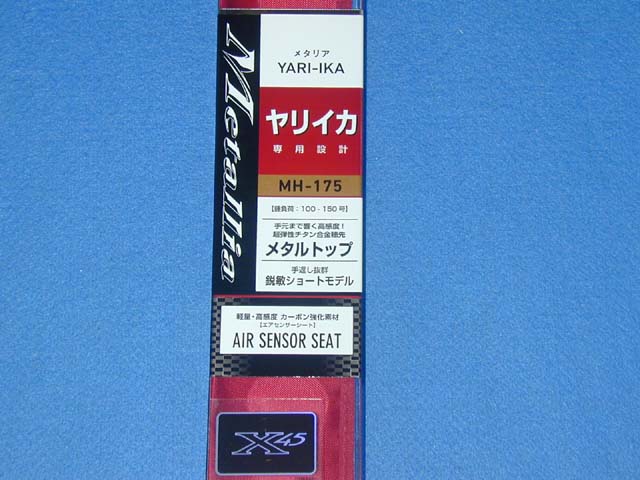 Metallia
メタリア
YARI-IKA
ヤリイカ
専用設計
MH-175
【錘負荷：100-150号】
手元まで響く高感度！
超弾性チタン合金穂先
メタルトップ
手返し抜群
鋭敏ショートモデル
軽量・高感度 カーボン強化素材
【エアセンサーシート】
AIR SENSOR SEAT
X45